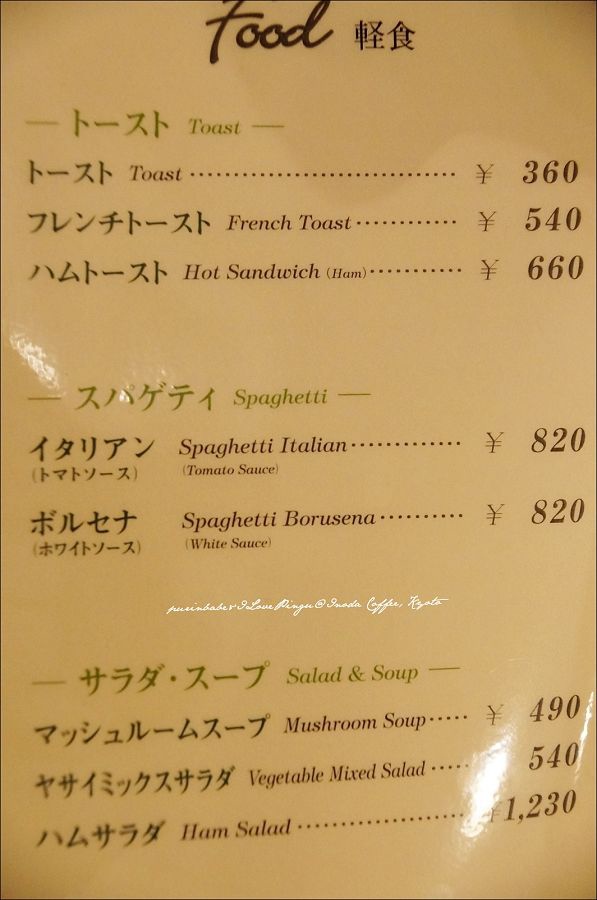 Food 軽食
— トースト Toast —
トースト Toast ································ ¥ 360
フレンチトースト French Toast ············ ¥ 540
ハムトースト Hot Sandwich (Ham) ··········· ¥ 660
— スパゲティ Spaghetti —
イタリアン Spaghetti Italian ············· ¥ 820
(トマトソース) (Tomato Sauce)
ボルセナ Spaghetti Borusena ·········· ¥ 820
(ホワイトソース) (White Sauce)
purinbabe & I Love Pingu @ Inoda Coffee, Kyoto
— サラダ・スープ Salad & Soup —
マッシュルームスープ Mushroom Soup ····· ¥ 490
ヤサイミックスサラダ Vegetable Mixed Salad ····· 540
ハムサラダ Ham Salad ···················· ¥1,230